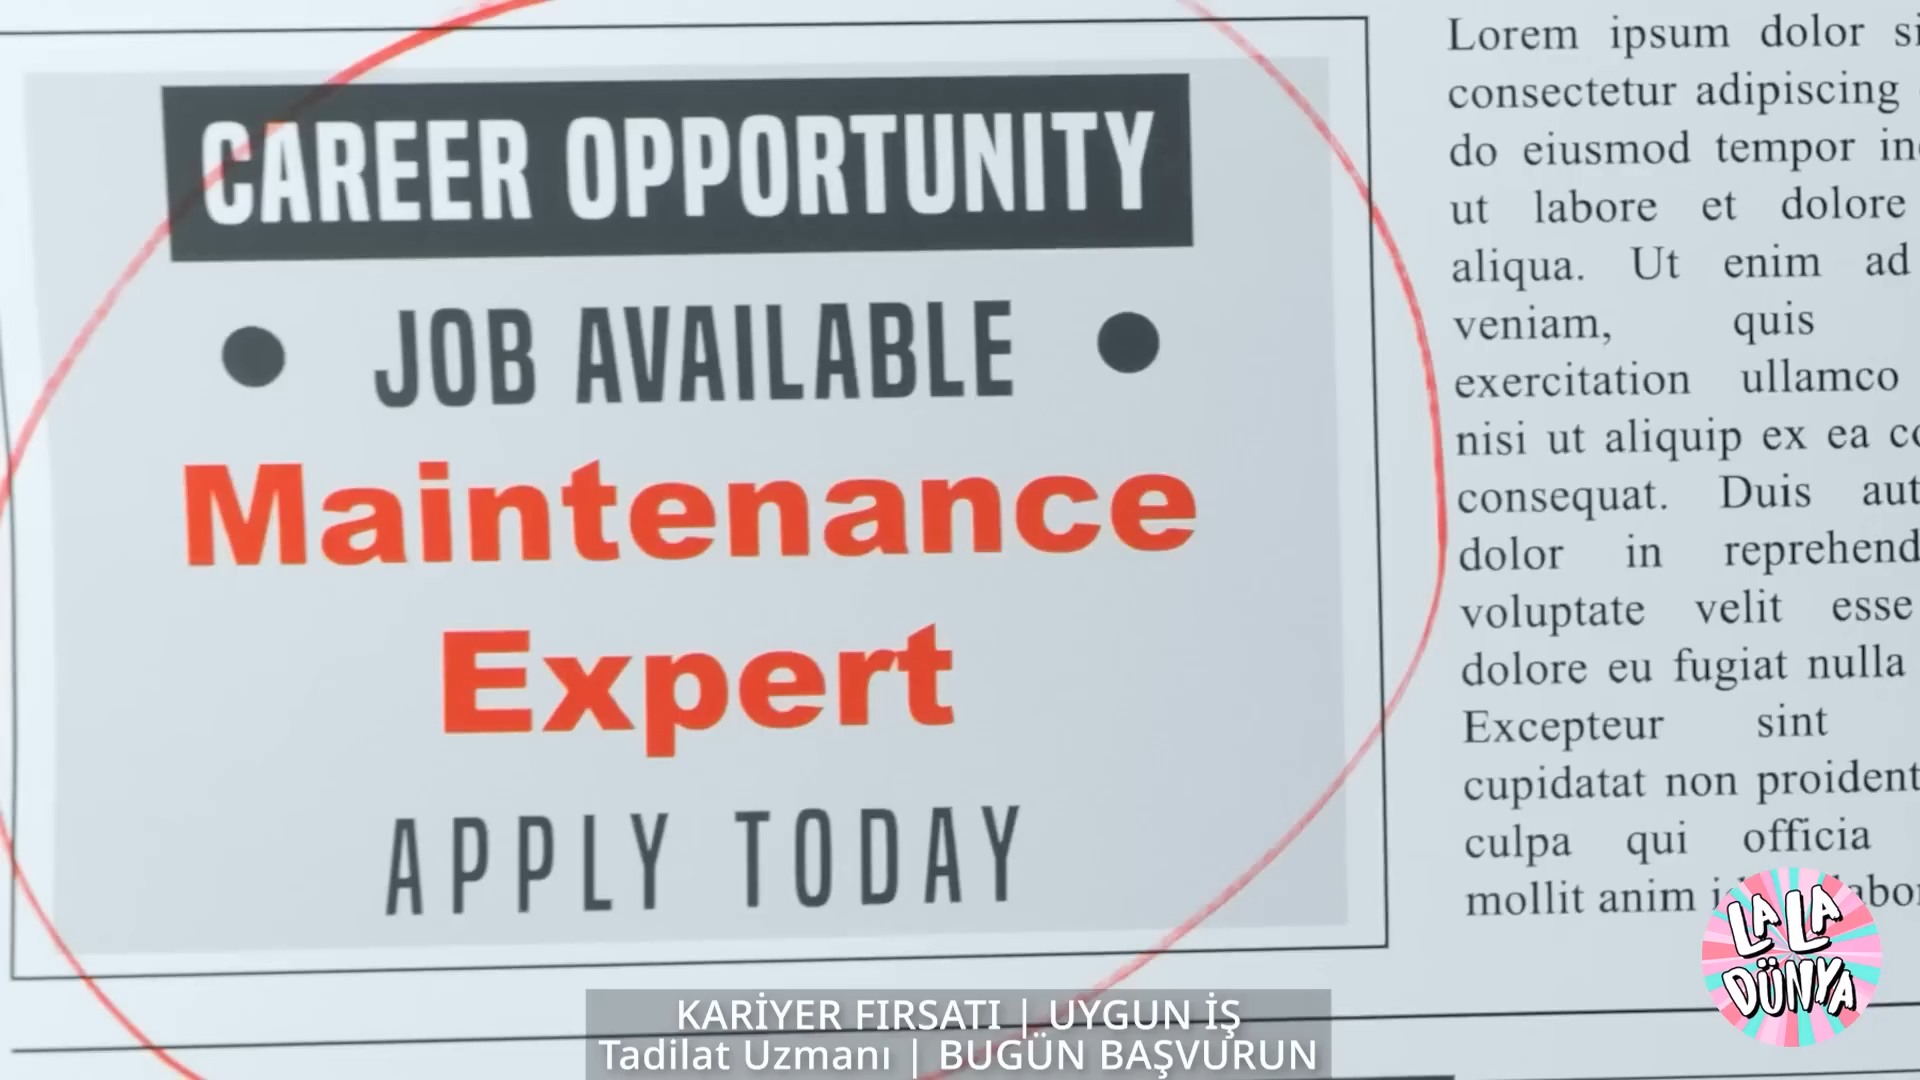 CAREER OPPORTUNITY
• JOB AVAILABLE •
Maintenance
Expert
APPLY TODAY
Lorem ipsum dolor
consectetur adipiscing
do eiusmod tempor
ut labore et dolore
aliqua. Ut enim ad
veniam, quis
exercitation ullamco
nisi ut aliquip ex ea
consequat. Duis
dolor in
voluptate velit esse
dolore eu fugiat nulla
Excepteur sint
cupidatat non proident
culpa qui officia
mollit anim
LA LA
DÜNYA
KARİYER FIRSATI | UYGUN İŞ
Tadilat Uzmanı | BUGÜN BAŞVURUN